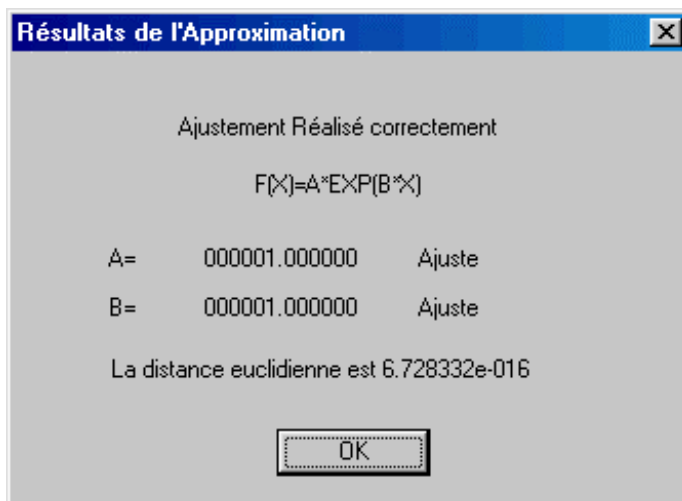 Résultats de l'Approximation
Ajustement Réalisé correctement
F(X)=A*EXP(B*X)
A= 000001.000000 Ajuste
B= 000001.000000 Ajuste
La distance euclidienne est 6.728332e-016
OK